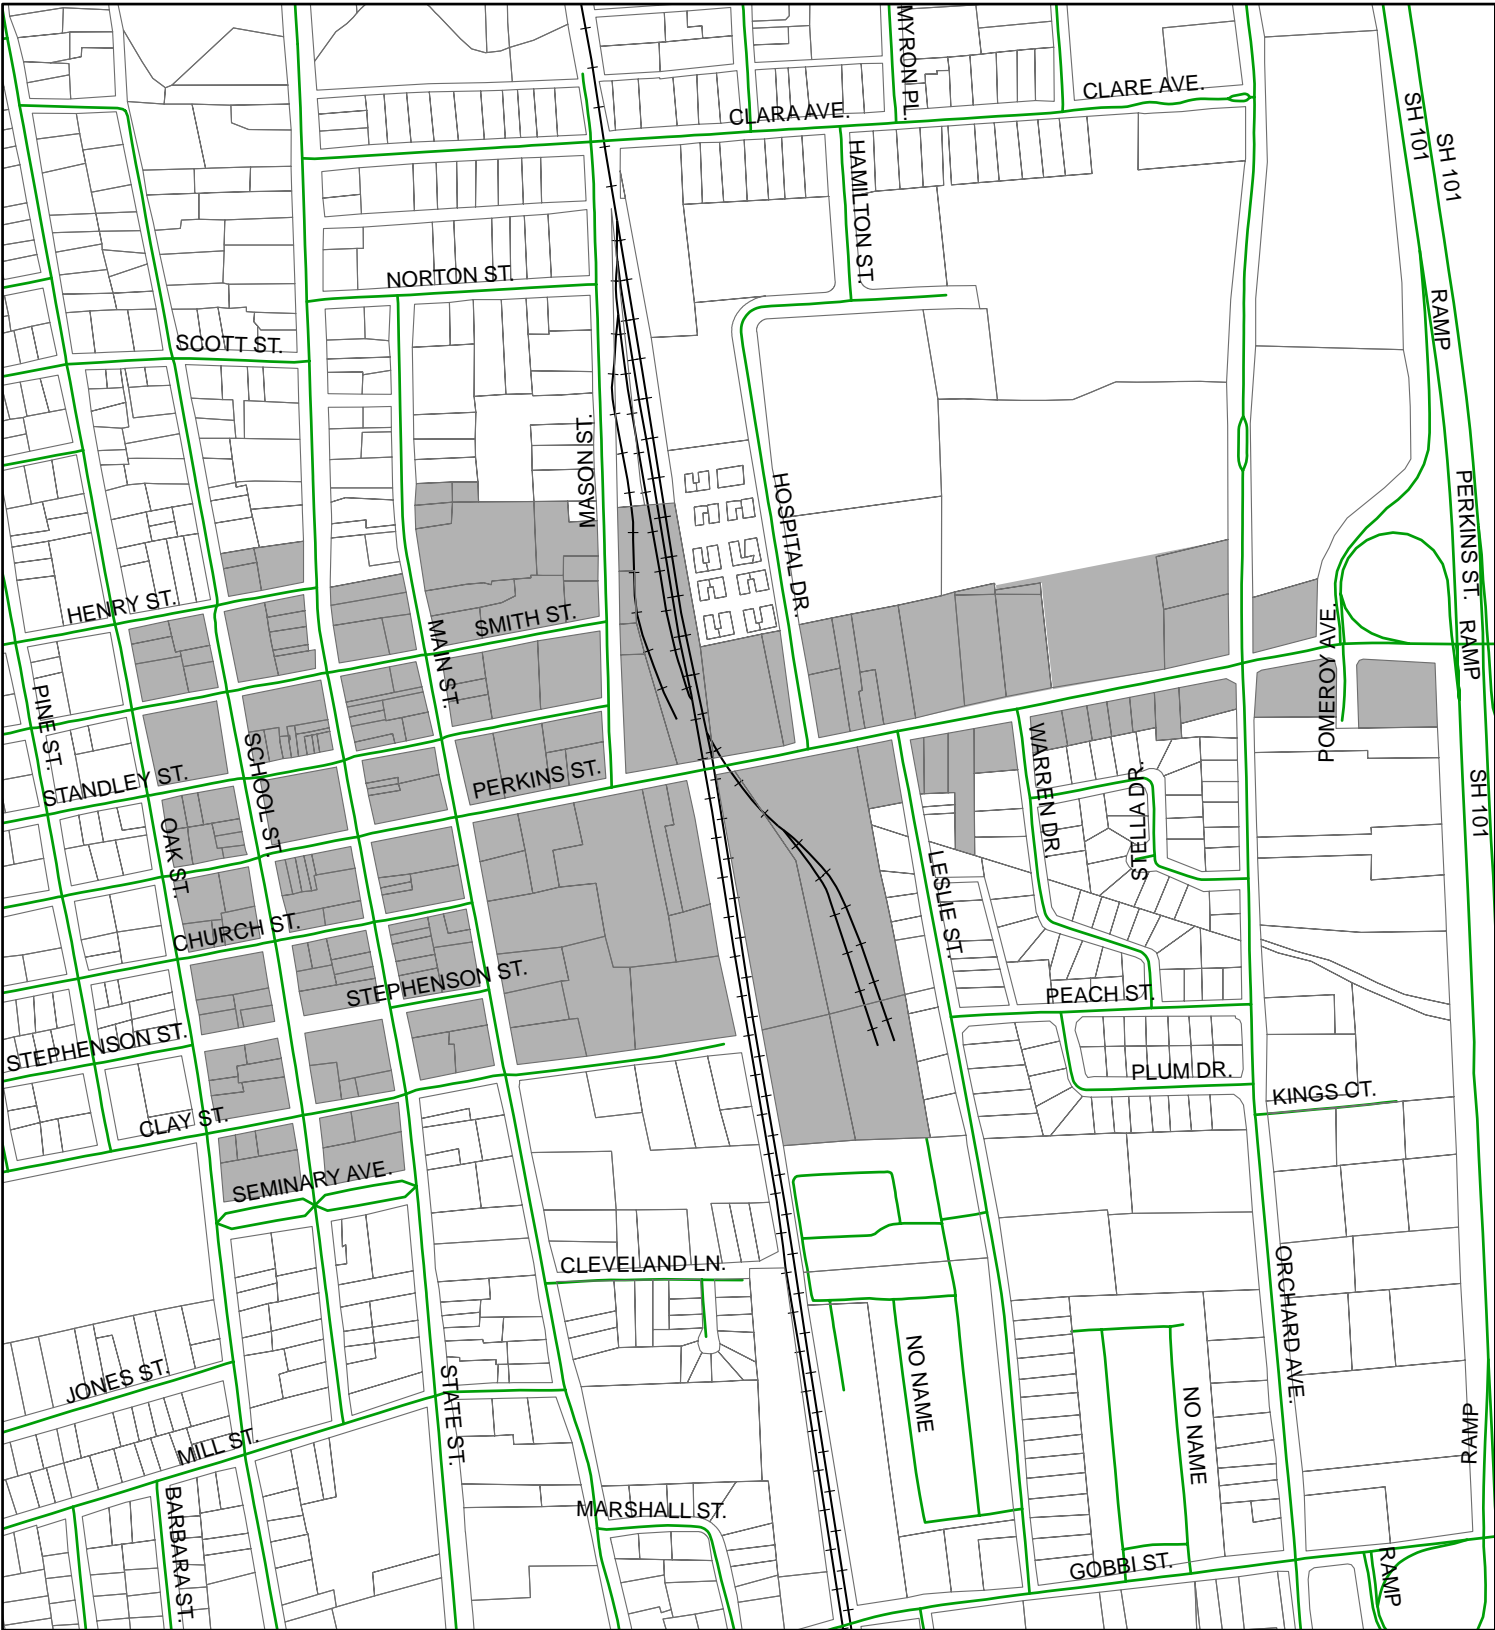 MYRON PL.
CLARE AVE.
CLARA AVE.
SH 101
SH 101
HAMILTON ST.
NORTON ST.
RAMP
SCOTT ST.
MASON ST.
HOSPITAL DR.
PERKINS ST.
HENRY ST.
SMITH ST.
MAIN ST.
POMEROY AVE.
RAMP
PINE ST.
SCHOOL ST.
WARREN DR.
STANDLEY ST.
PERKINS ST.
STELLA DR.
SH 101
OAK ST.
LESLIE ST.
CHURCH ST.
STEPHENSON ST.
PEACH ST.
STEPHENSON ST.
PLUM DR.
KINGS CT.
CLAY ST.
SEMINARY AVE.
CLEVELAND LN.
ORCHARD AVE.
NO NAME
JONES ST.
STATE ST.
NO NAME
RAMP
MILL ST.
BARBARA ST.
MARSHALL ST.
GOBBI ST.
RAMP